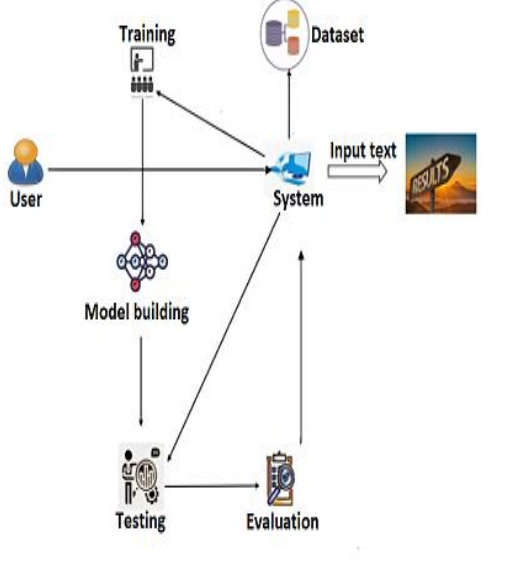 Training
Dataset
Input text
RESULTS
User
System
Model building
Testing
Evaluation